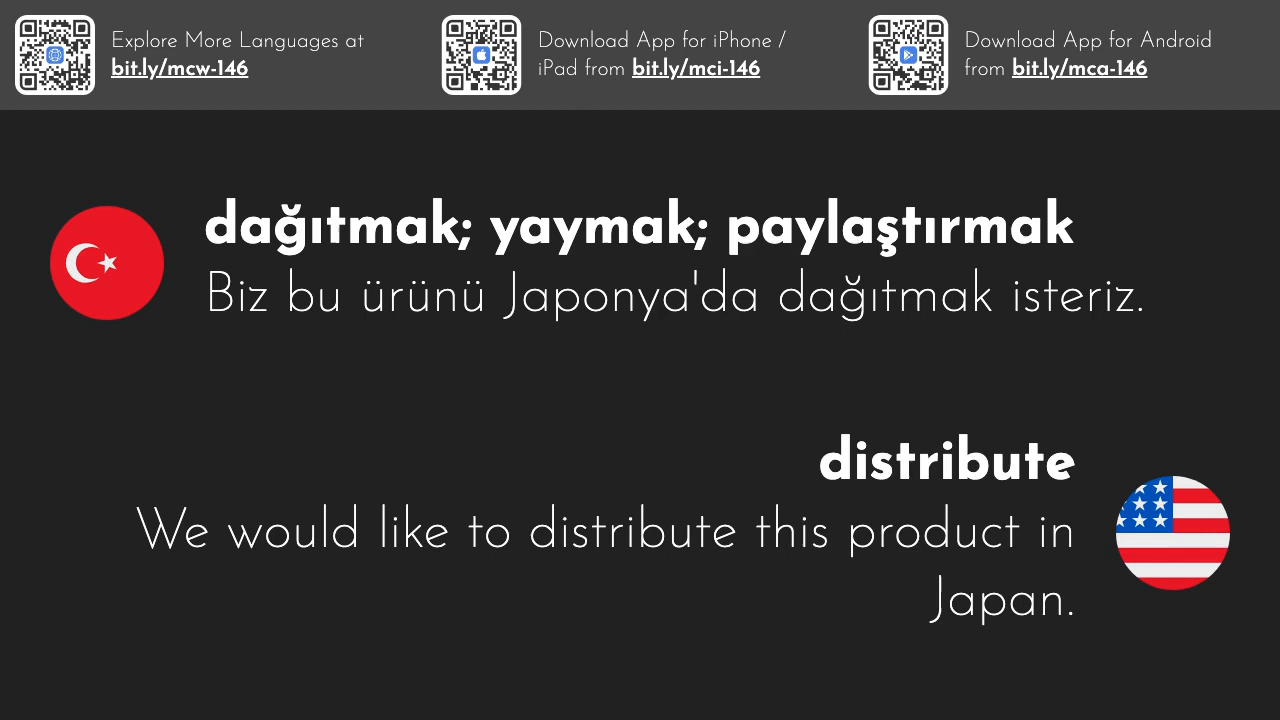 Explore More Languages at
bit.ly/mcw-146
Download App for iPhone /
iPad from bit.ly/mci-146
Download App for Android
from bit.ly/mca-146
dağıtmak; yaymak; paylaştırmak
Biz bu ürünü Japonya'da dağıtmak isteriz.
distribute
We would like to distribute this product in
Japan.